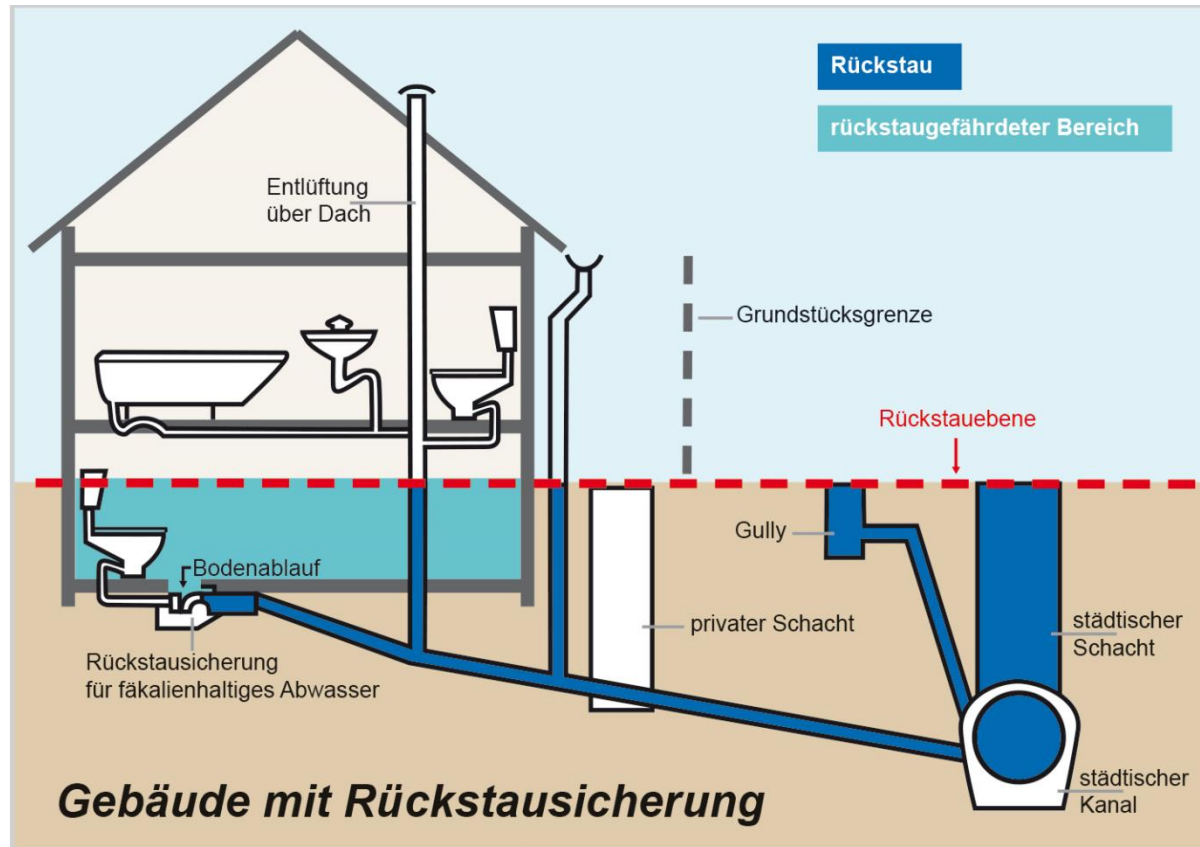 Rückstau
rückstaugefährdeter Bereich
Entlüftung
über Dach
Grundstücksgrenze
Rückstauebene
Gully
Bodenablauf
privater Schacht
städtischer
Schacht
Rückstausicherung
für fäkalienhaltiges Abwasser
städtischer
Kanal
Gebäude mit Rückstausicherung